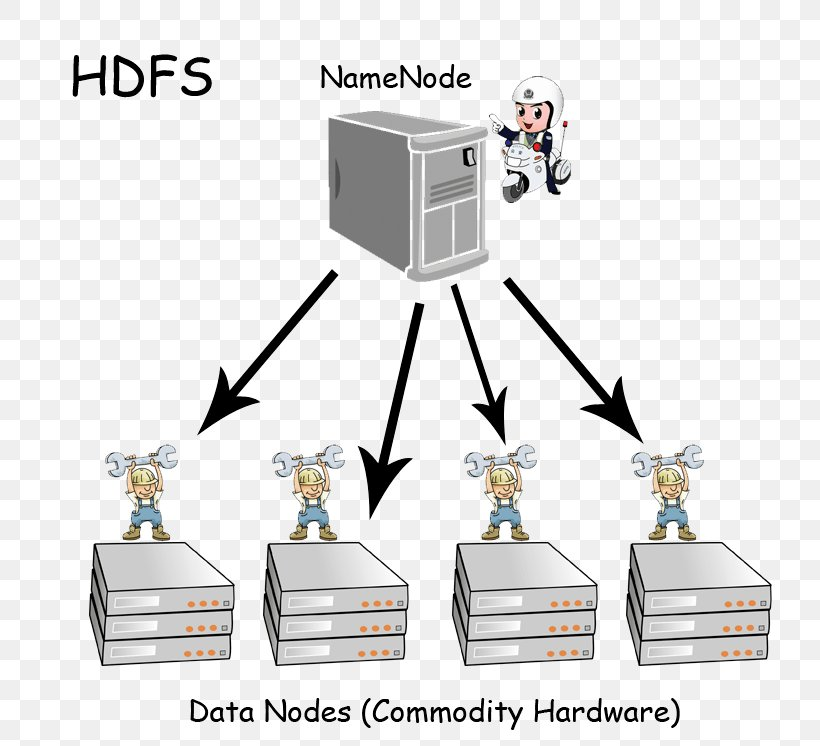 HDFS
NameNode
Data Nodes (Commodity Hardware)